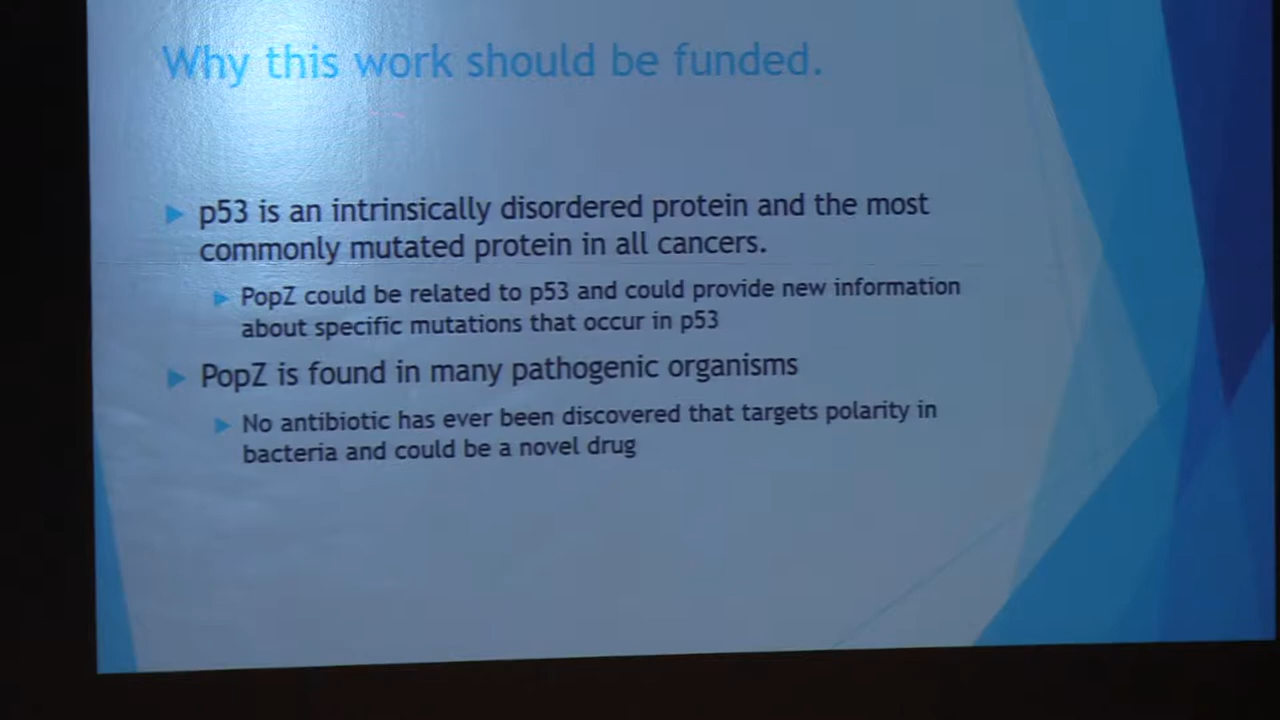 Why this work should be funded.
p53 is an intrinsically disordered protein and the most
commonly mutated protein in all cancers.
PopZ could be related to p53 and could provide new information
about specific mutations that occur in p53
PopZ is found in many pathogenic organisms
No antibiotic has ever been discovered that targets polarity in
bacteria and could be a novel drug